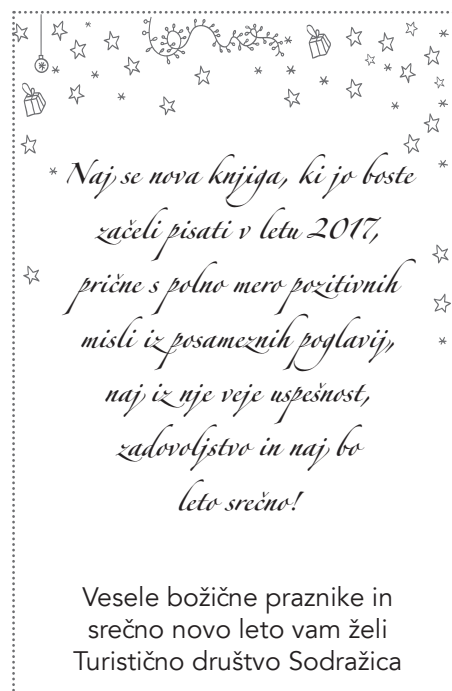 Naj se nova knjiga, ki jo boste
začeli pisati v letu 2017,
prične s polno mero pozitivnih
misli iz posameznih poglavij,
naj iz nje veje uspešnost,
zadovoljstvo in naj bo
leto srečno!
Vesele božične praznike in
srečno novo leto vam želi
Turistično društvo Sodražica